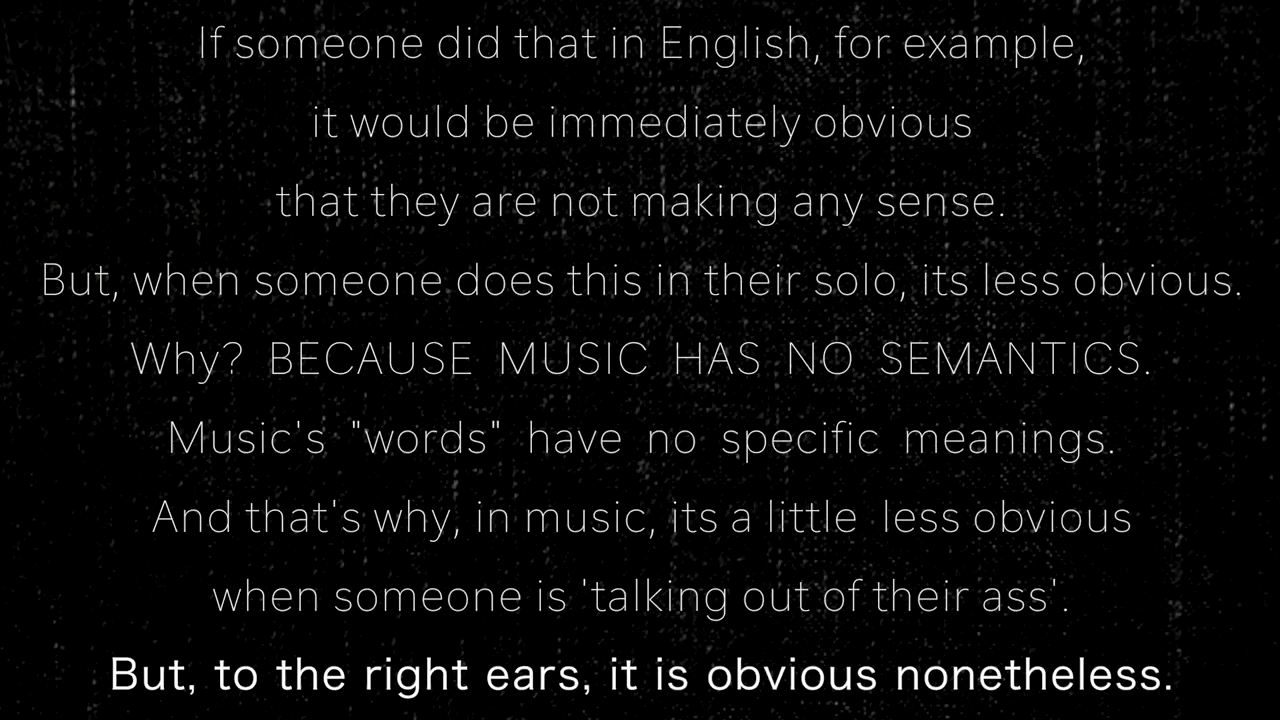 If someone did that in English, for example,
it would be immediately obvious
that they are not making any sense.
But, when someone does this in their solo, its less obvious.
Why? BECAUSE MUSIC HAS NO SEMANTICS.
Music's "words" have no specific meanings.
And that's why, in music, its a little less obvious
when someone is 'talking out of their ass'.
But, to the right ears, it is obvious nonetheless.